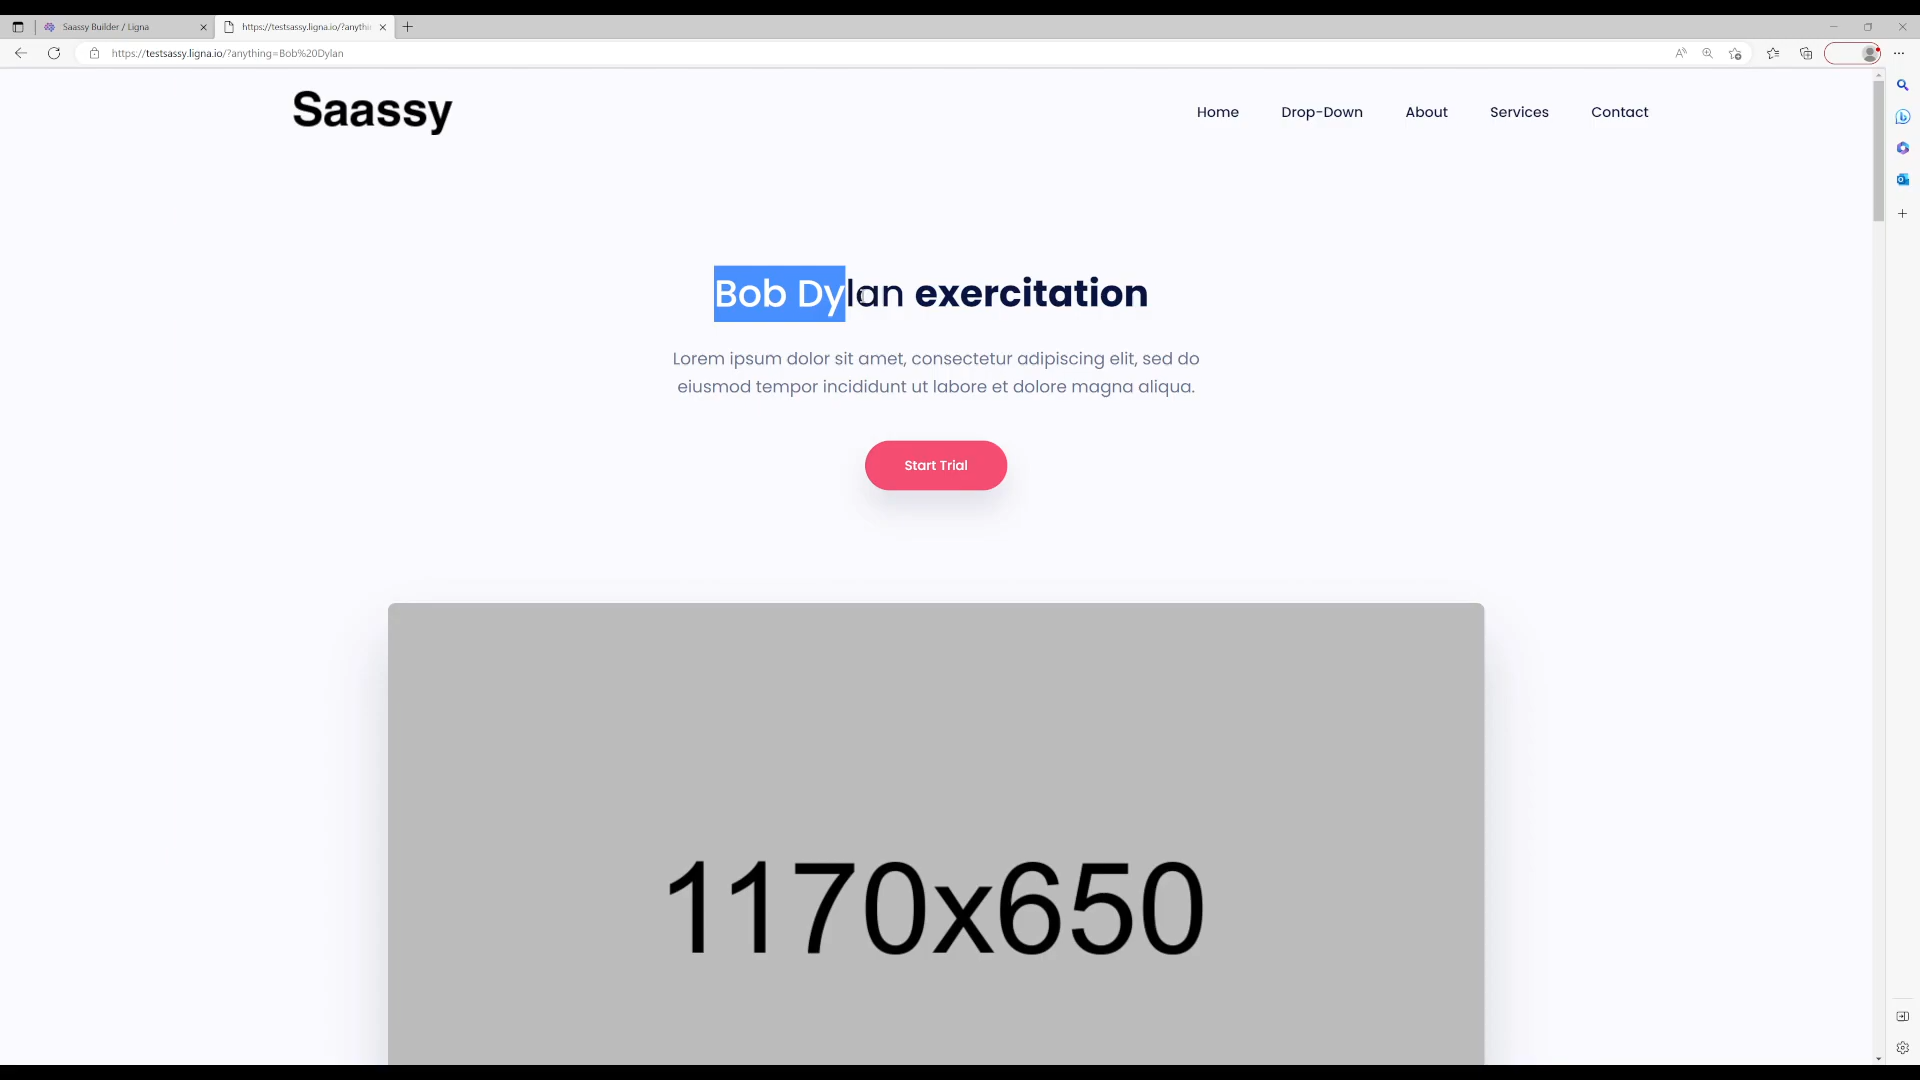 Saassy Builder / Ligna
https://testsassy.ligna.io/?anythi
https://testsassy.ligna.io/?anything=Bob%20Dylan
Saassy
Home Drop-Down About Services Contact
Bob Dylan exercitation
Lorem ipsum dolor sit amet, consectetur adipiscing elit, sed do
eiusmod tempor incididunt ut labore et dolore magna aliqua.
Start Trial
1170x650